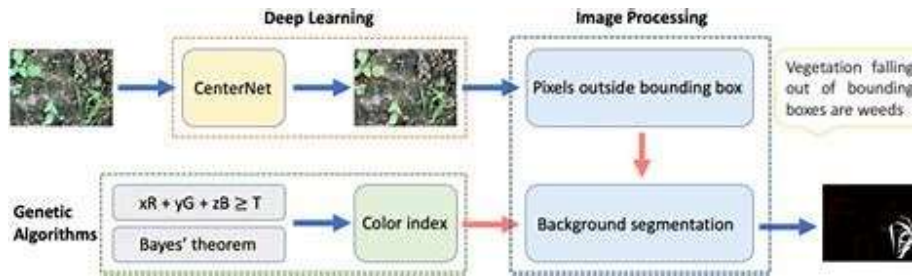 Deep Learning
Image Processing
CenterNet
Pixels outside bounding box
Vegetation falling
out of bounding
boxes are weeds
Genetic
Algorithms
xR + yG + zB ≥ T
Bayes' theorem
Color index
Background segmentation